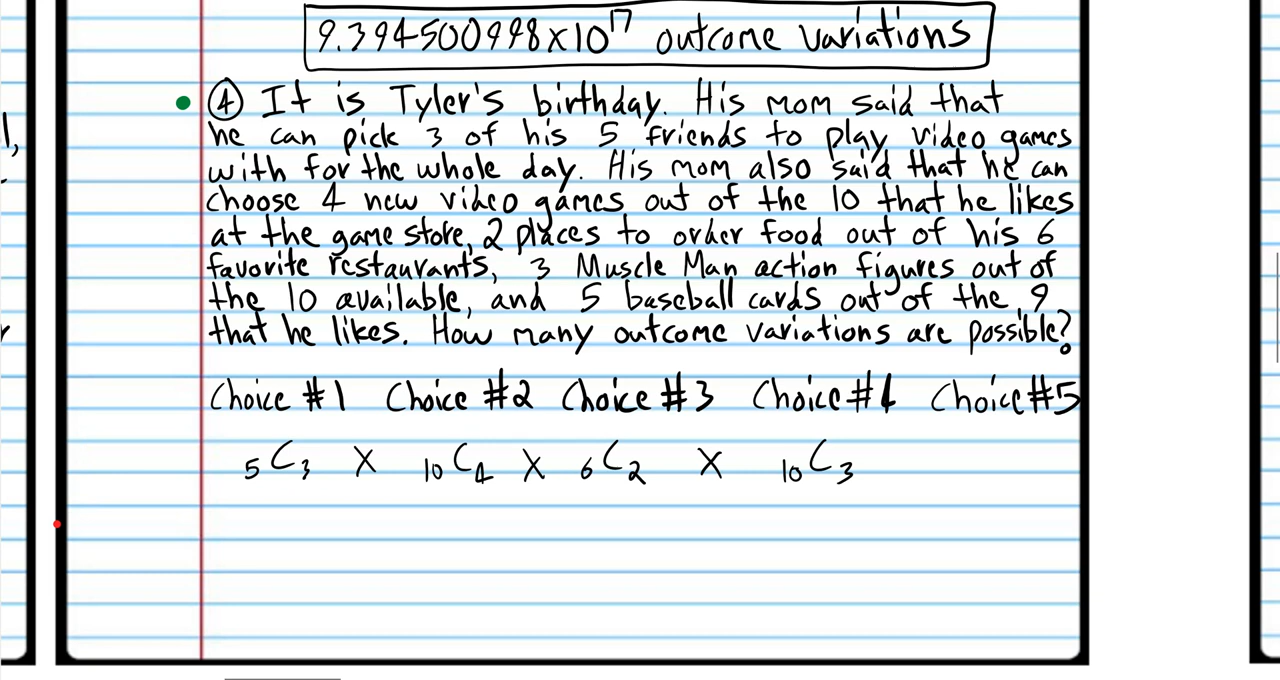 9.394500998x10^17 outcome variations
④ It is Tyler's birthday. His mom said that
he can pick 3 of his 5 friends to play video games
with for the whole day. His mom also said that he can
choose 4 new video games out of the 10 that he likes
at the game store, 2 places to order food out of his 6
favorite restaurants, 3 Muscle Man action figures out of
the 10 available, and 5 baseball cards out of the 9
that he likes. How many outcome variations are possible?
Choice #1 Choice #2 Choice #3 Choice #4 Choice #5
₅C₃ X ₁₀C₄ X ₆C₂ X ₁₀C₃